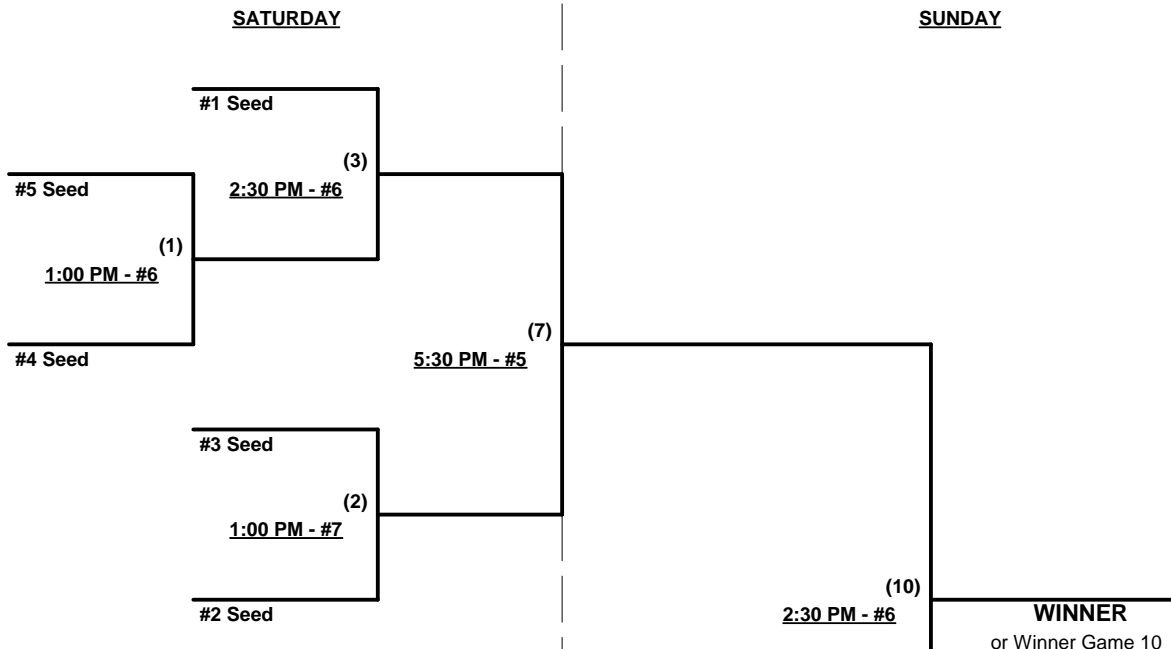 SATURDAY
SUNDAY
#1 Seed
(3)
#5 Seed
2:30 PM - #6
(1)
1:00 PM - #6
(7)
#4 Seed
5:30 PM - #5
#3 Seed
(2)
1:00 PM - #7
(10)
#2 Seed
2:30 PM - #6
WINNER
or Winner Game 10